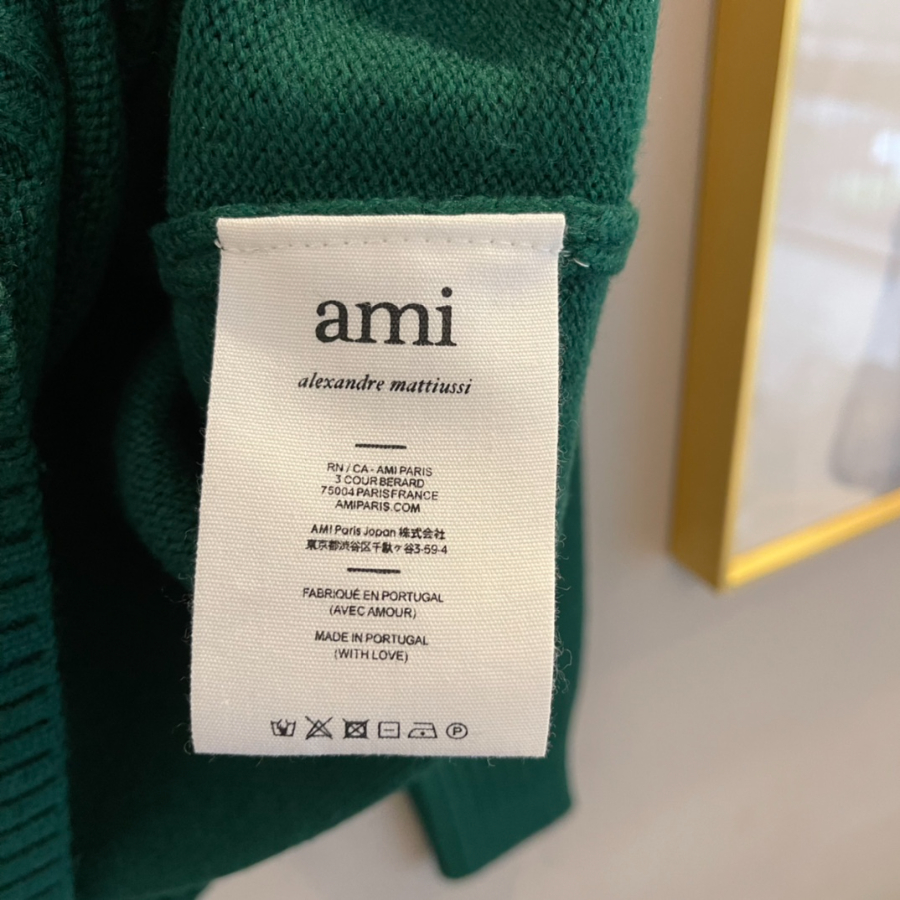 ami
alexandre mattiussi
RN / CA - AMI PARIS
3 COUR BERARD
75004 PARIS FRANCE
AMIPARIS.COM
AMI Paris Japan 株式会社
東京都渋谷区千駄ヶ谷3-59-4
FABRIQUÉ EN PORTUGAL
(AVEC AMOUR)
MADE IN PORTUGAL
(WITH LOVE)
P